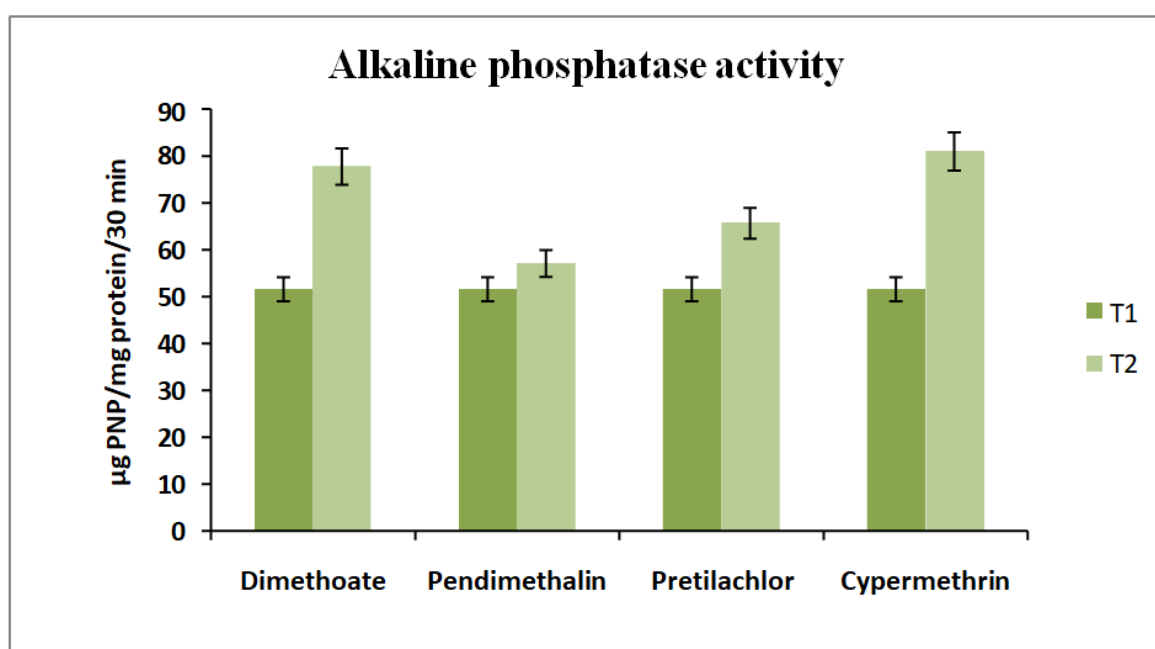 Alkaline phosphatase activity
µg PNP/mg protein/30 min
90
80
70
60
50
40
30
20
10
0
Dimethoate Pendimethalin Pretilachlor Cypermethrin
T1
T2